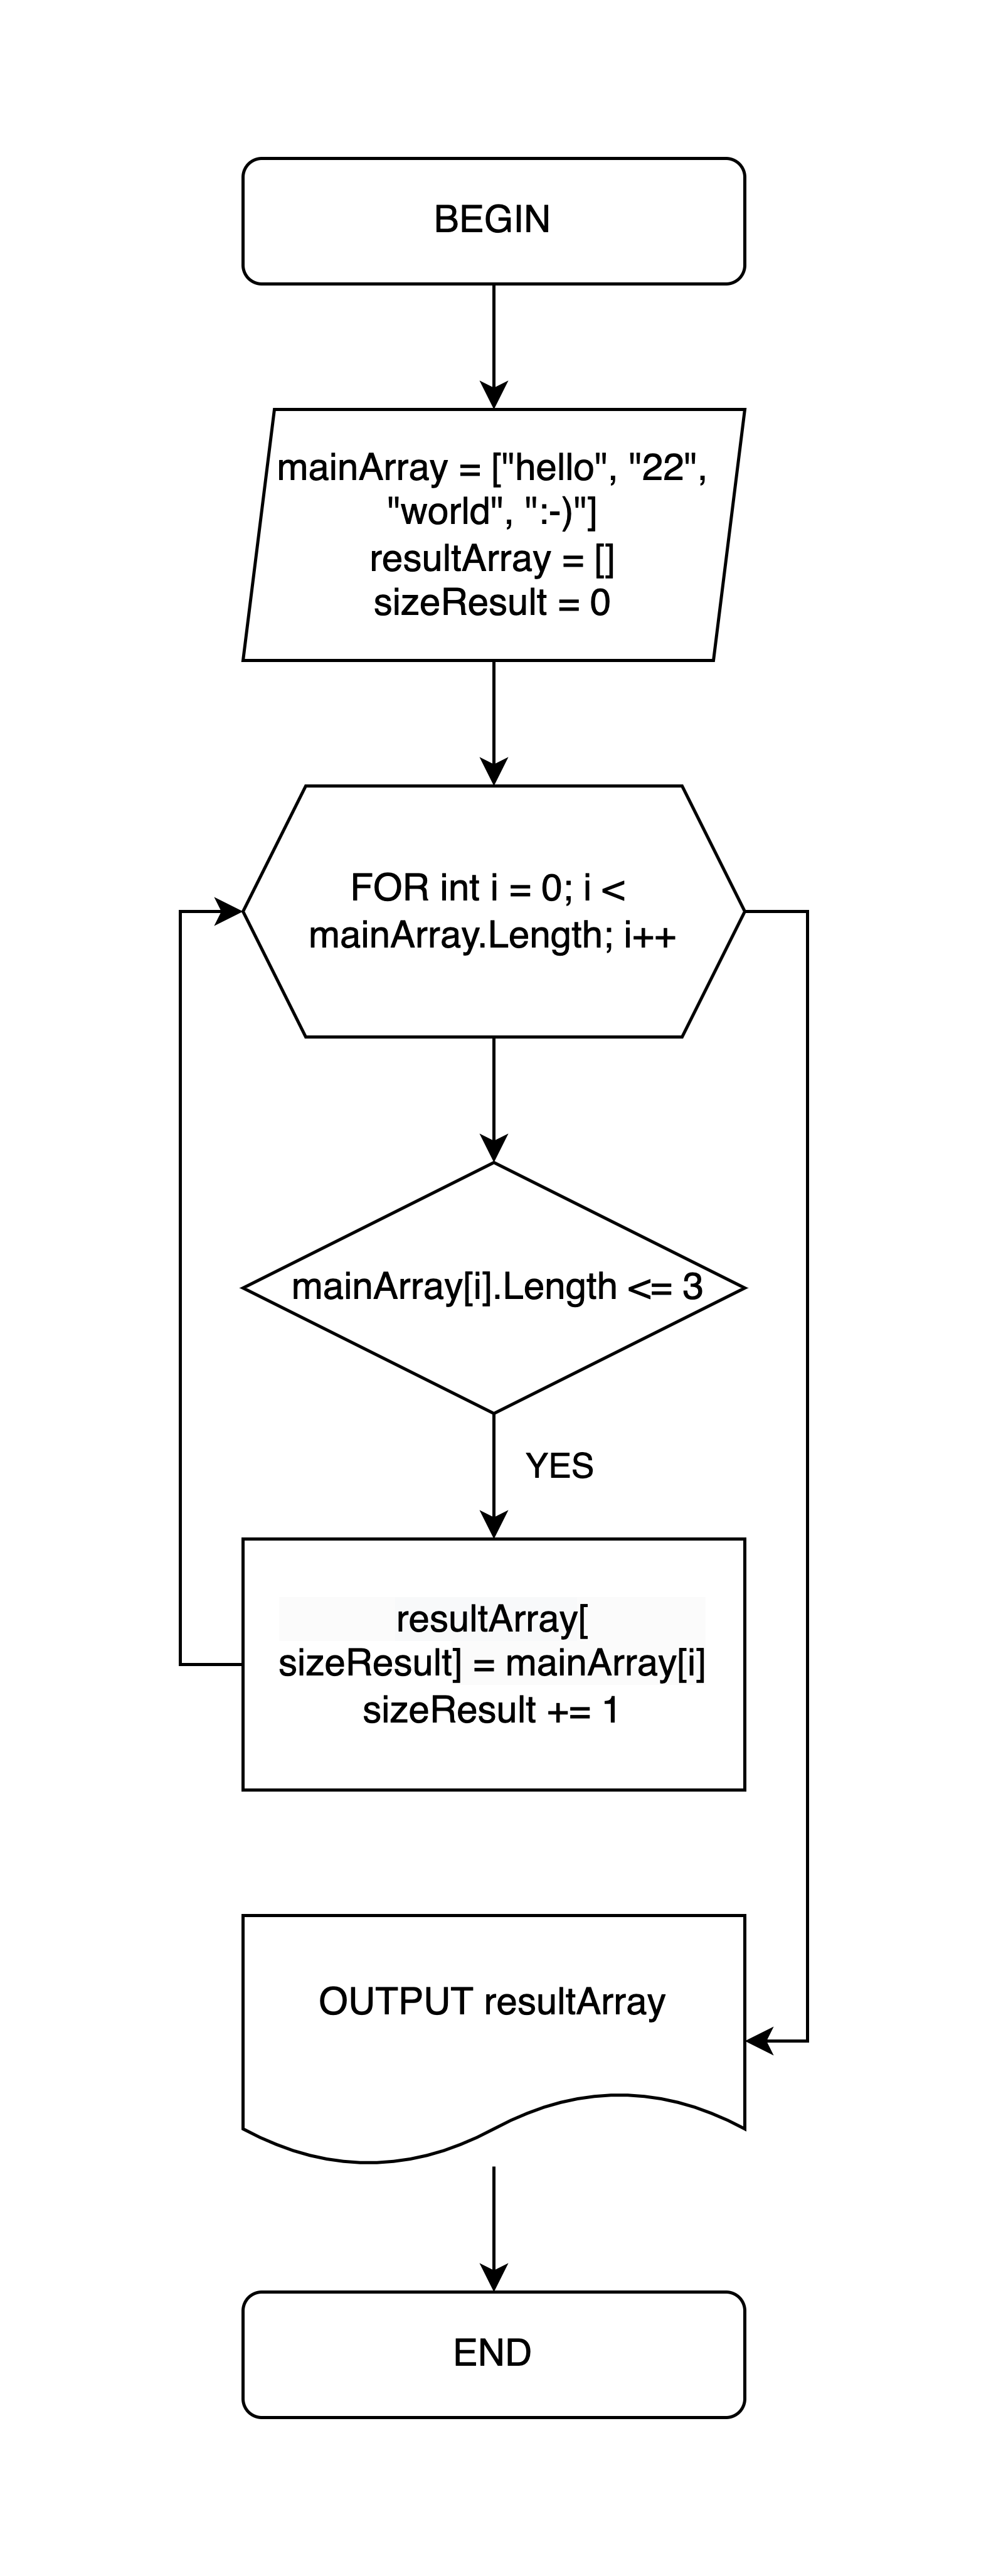 BEGIN
mainArray = ["hello", "22",
"world", ":-)"]
resultArray = []
sizeResult = 0
FOR int i = 0; i <
mainArray.Length; i++
mainArray[i].Length <= 3
YES
resultArray[
sizeResult] = mainArray[i]
sizeResult += 1
OUTPUT resultArray
END